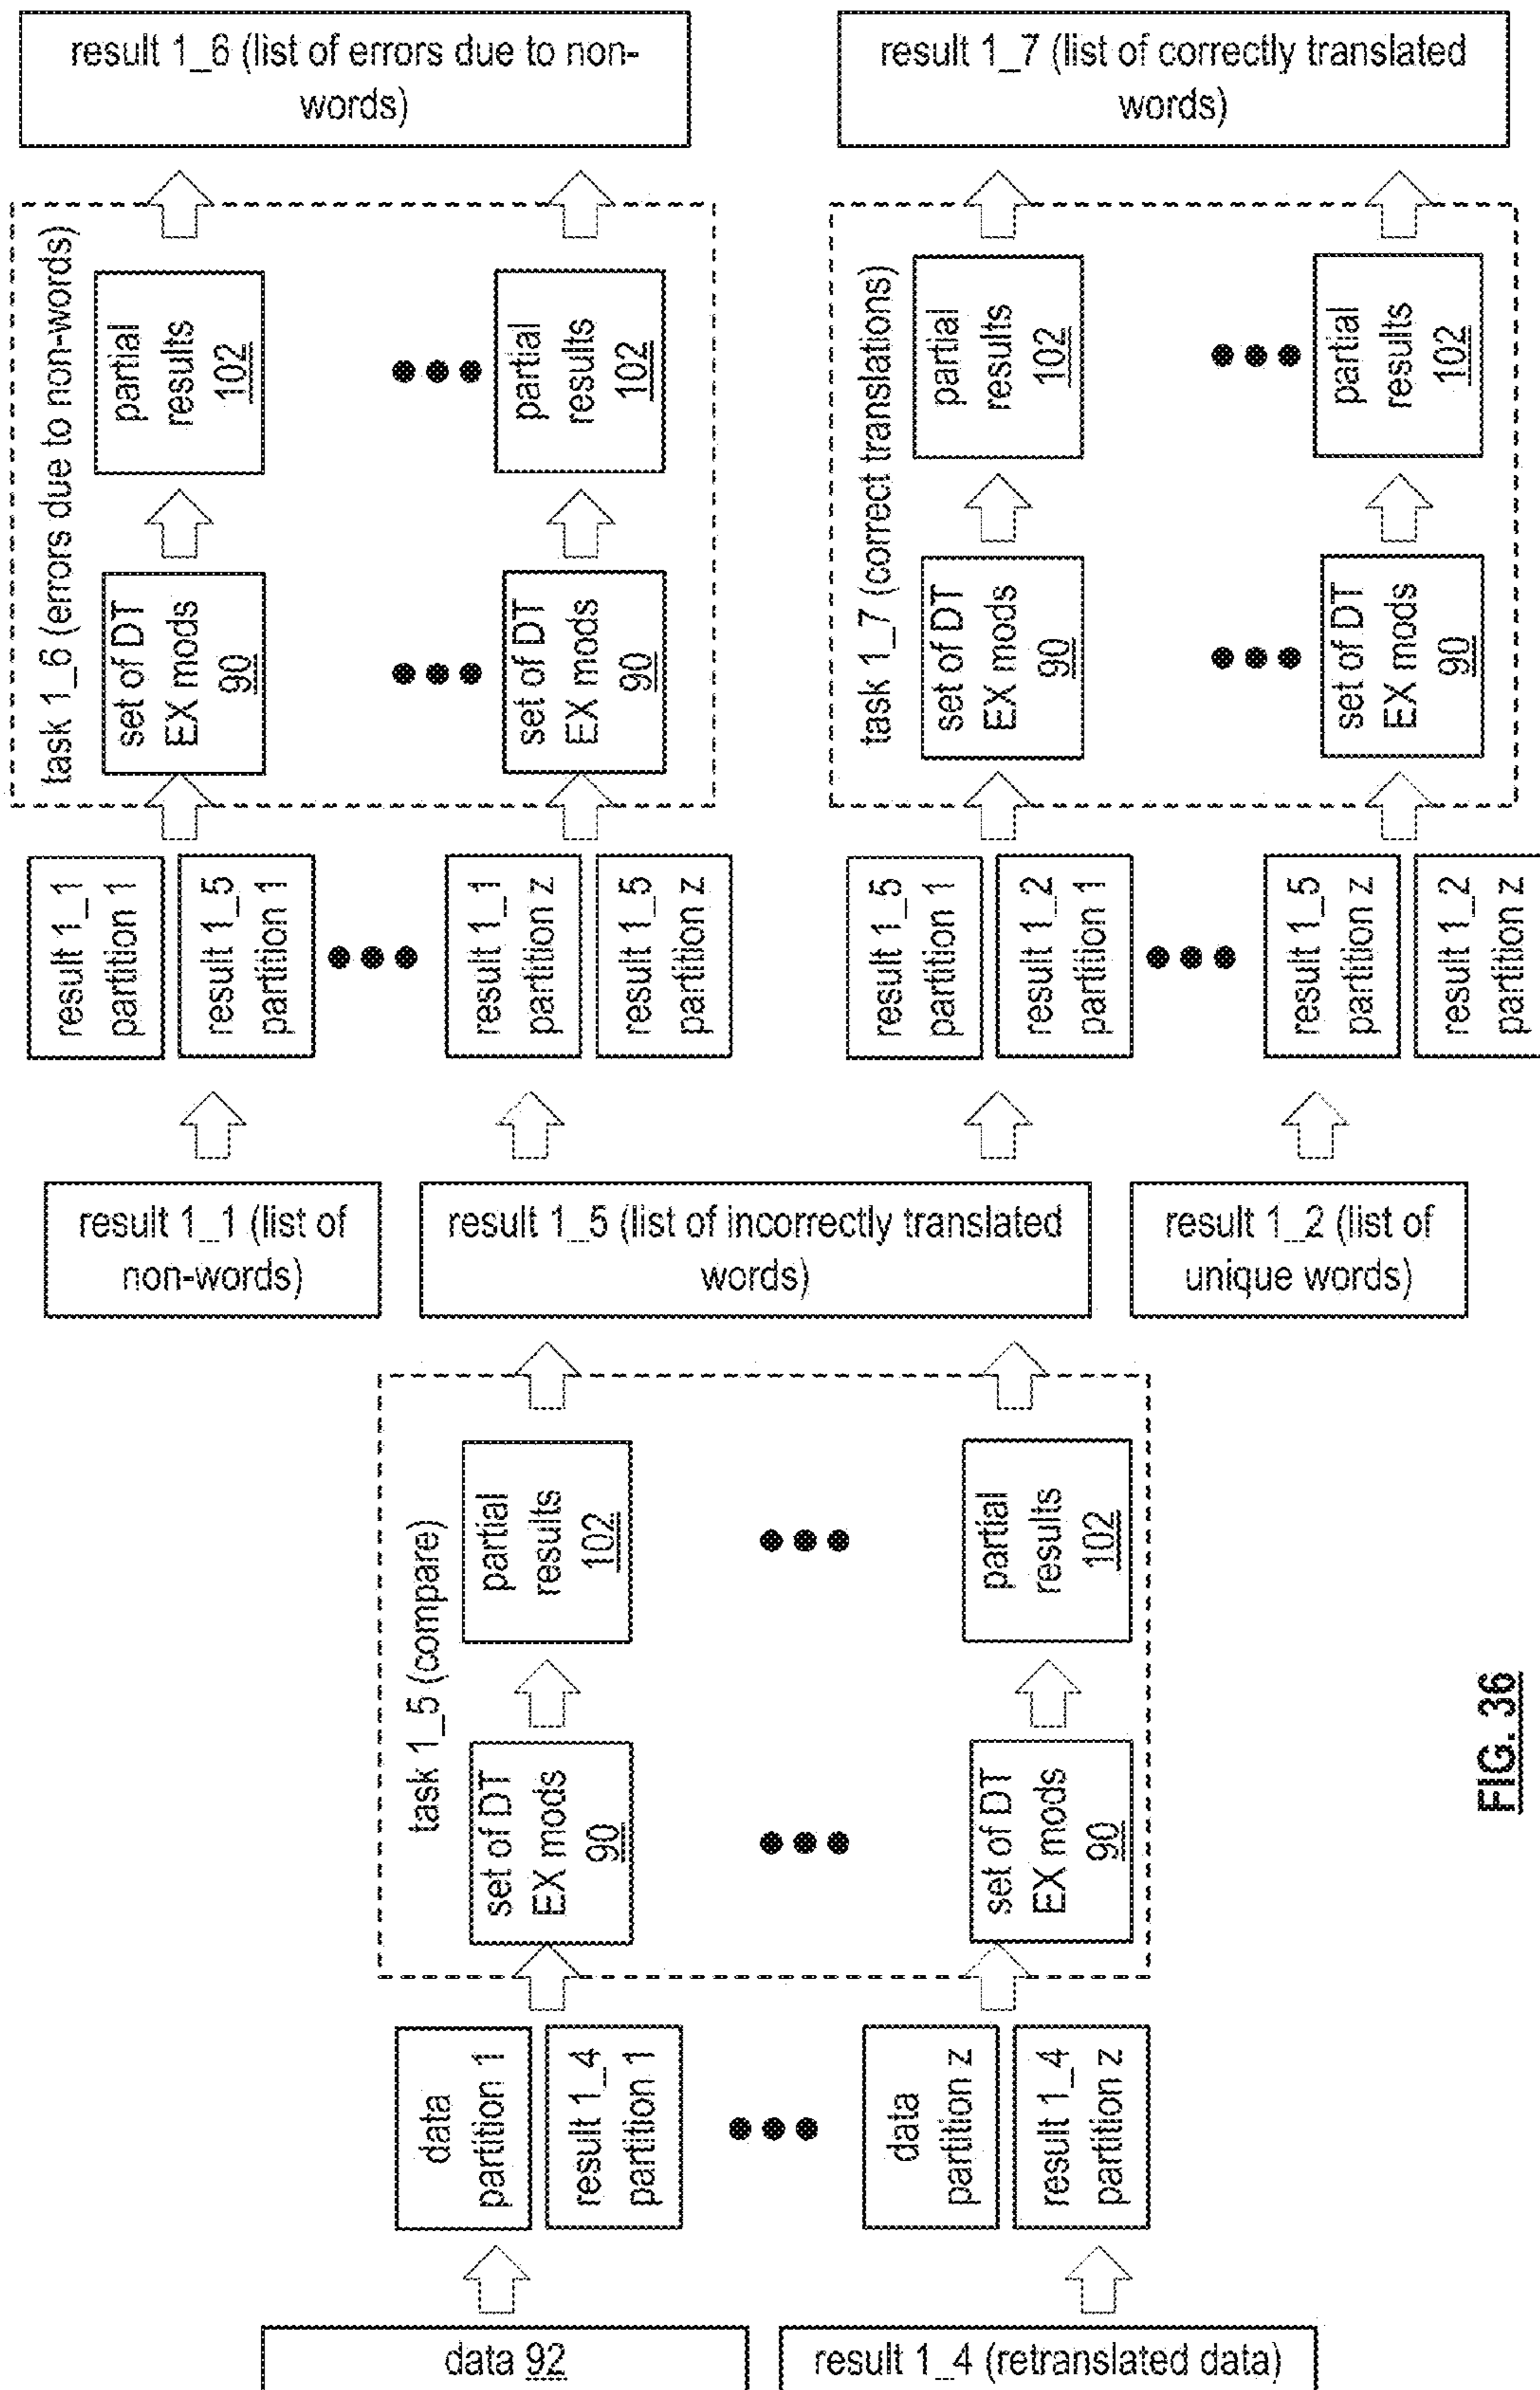 result 1_6 (list of errors due to non-
words)
result 1_7 (list of correctly translated
words)
task 1_6 (errors due to non-words)
partial
results
102
partial
results
102
set of DT
EX mods
90
set of DT
EX mods
90
task 1_7 (correct translations)
partial
results
102
partial
results
102
set of DT
EX mods
90
set of DT
EX mods
90
result 1_1
partition 1
result 1_5
partition 1
result 1_1
partition z
result 1_5
partition z
result 1_5
partition 1
result 1_2
partition 1
result 1_5
partition z
result 1_2
partition z
result 1_1 (list of
non-words)
result 1_5 (list of incorrectly translated
words)
result 1_2 (list of
unique words)
task 1_5 (compare)
partial
results
102
partial
results
102
set of DT
EX mods
90
set of DT
EX mods
90
data
partition 1
result 1_4
partition 1
data
partition z
result 1_4
partition z
data 92
result 1_4 (retranslated data)
FIG. 36